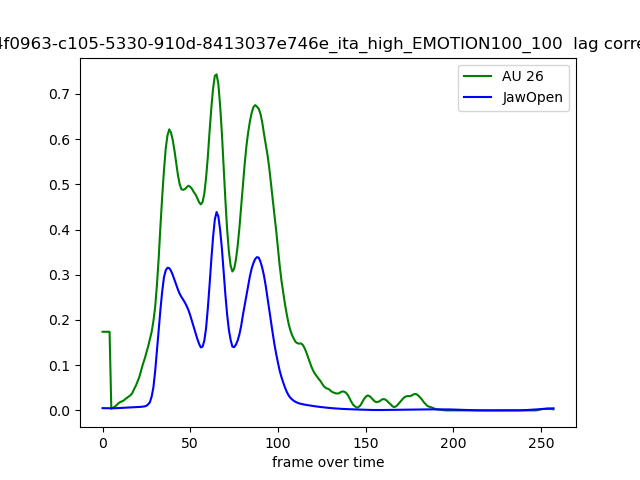 4f0963-c105-5330-910d-8413037e746e_ita_high_EMOTION100_100 lag corre
AU 26
JawOpen
0.7
0.6
0.5
0.4
0.3
0.2
0.1
0.0
0 50 100 150 200 250
frame over time